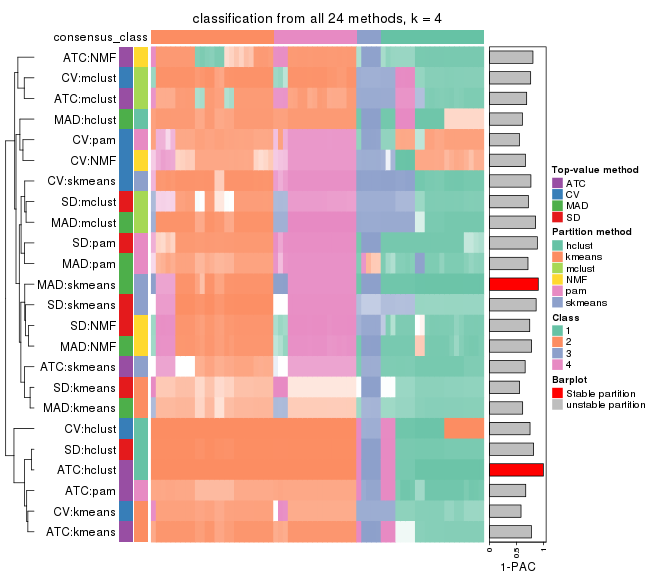 classification from all 24 methods, k = 4
consensus_class
ATC:NMF
CV:mclust
ATC:mclust
MAD:hclust
CV:pam
CV:NMF
CV:skmeans
SD:mclust
MAD:mclust
SD:pam
MAD:pam
MAD:skmeans
SD:skmeans
SD:NMF
MAD:NMF
ATC:skmeans
SD:kmeans
MAD:kmeans
CV:hclust
SD:hclust
ATC:hclust
ATC:pam
CV:kmeans
ATC:kmeans
0
0.5
1
1-PAC
Top-value method
ATC
CV
MAD
SD
Partition method
hclust
kmeans
mclust
NMF
pam
skmeans
Class
1
2
3
4
Barplot
Stable partition
unstable partition